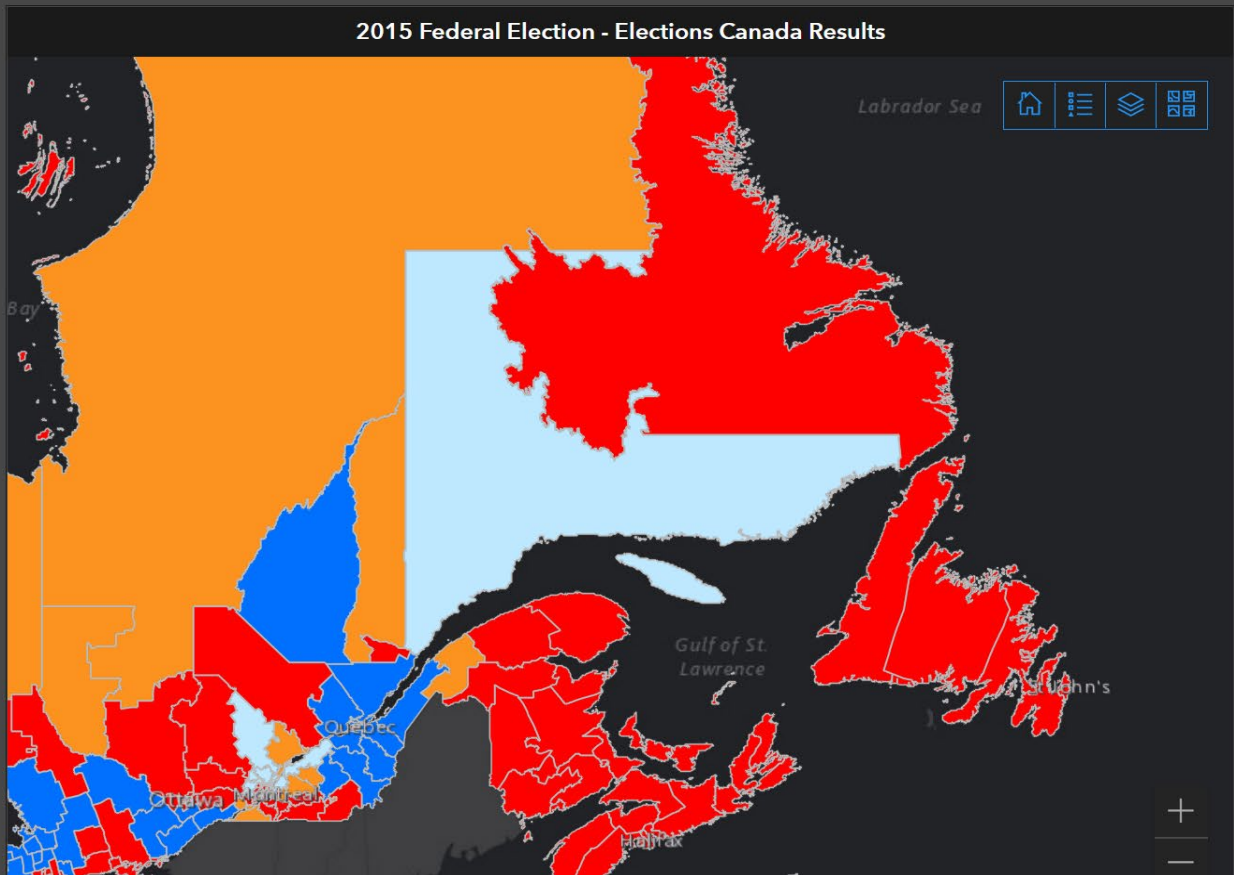 2015 Federal Election - Elections Canada Results
Labrador Sea
Bay
Gulf of St.
Lawrence
St. John's
Québec
Ottawa
Montréal
Halifax
+
−